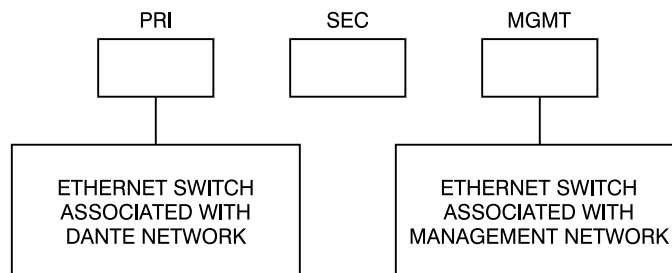 PRI
SEC
MGMT
ETHERNET SWITCH
ASSOCIATED WITH
DANTE NETWORK
ETHERNET SWITCH
ASSOCIATED WITH
MANAGEMENT NETWORK